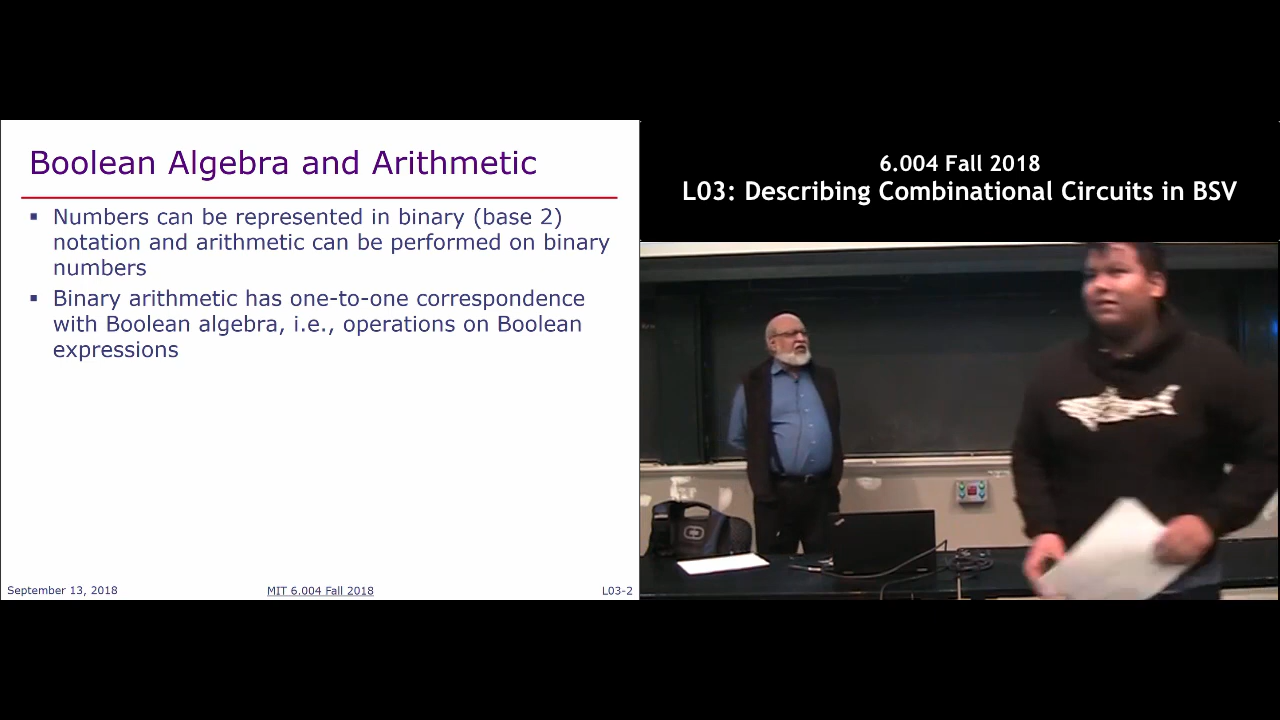 Boolean Algebra and Arithmetic
▪ Numbers can be represented in binary (base 2)
notation and arithmetic can be performed on binary
numbers
▪ Binary arithmetic has one-to-one correspondence
with Boolean algebra, i.e., operations on Boolean
expressions
September 13, 2018
MIT 6.004 Fall 2018
L03-2
6.004 Fall 2018
L03: Describing Combinational Circuits in BSV